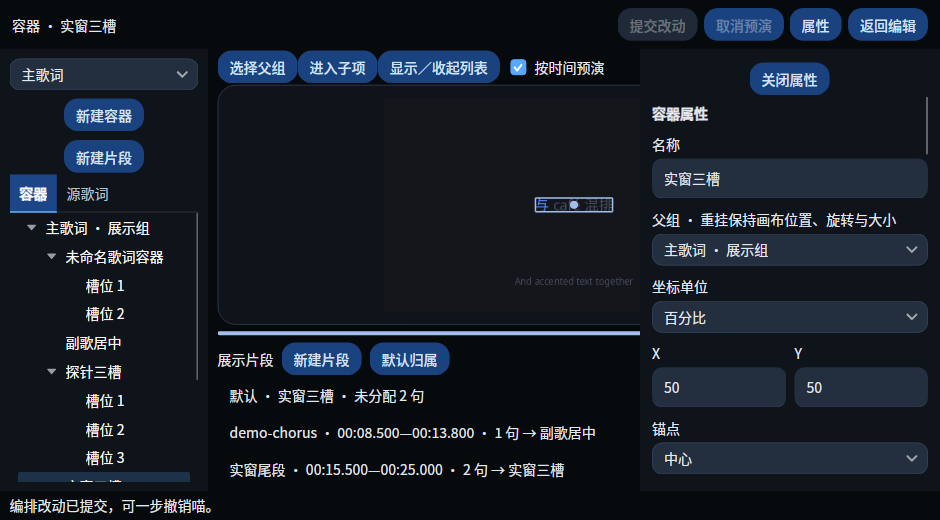 容器 · 实窗三槽
提交改动
取消预演
属性
返回编辑
主歌词
新建容器
新建片段
容器
源歌词
主歌词 · 展示组
未命名歌词容器
槽位 1
槽位 2
副歌居中
探针三槽
槽位 1
槽位 2
槽位 3
选择父组
进入子项
显示／收起列表
按时间预演
And accented text together
展示片段
新建片段
默认归属
默认 · 实窗三槽 · 未分配 2 句
demo-chorus · 00:08.500—00:13.800 · 1 句 → 副歌居中
实窗尾段 · 00:15.500—00:25.000 · 2 句 → 实窗三槽
关闭属性
容器属性
名称
实窗三槽
父组 · 重挂保持画布位置、旋转与大小
主歌词 · 展示组
坐标单位
百分比
X
Y
50
50
锚点
中心
编排改动已提交，可一步撤销喵。